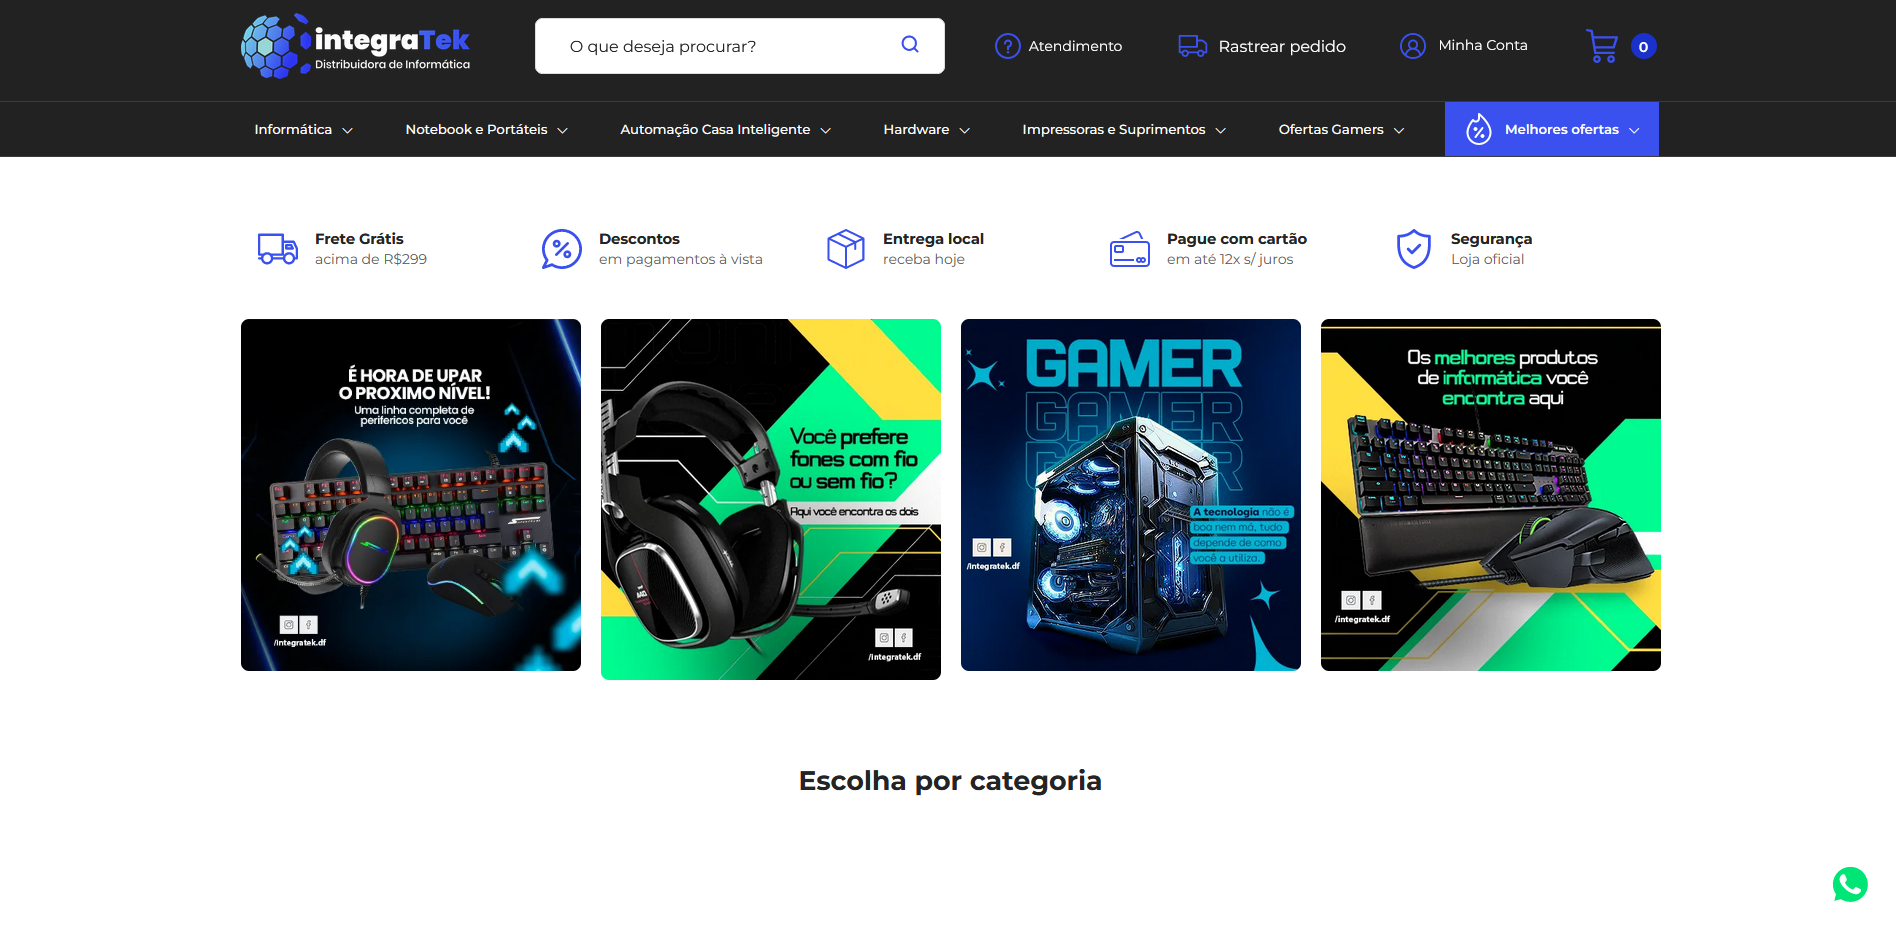 integraTek
Distribuidora de Informática
O que deseja procurar?
Atendimento
Rastrear pedido
Minha Conta
0
Informática
Notebook e Portáteis
Automação Casa Inteligente
Hardware
Impressoras e Suprimentos
Ofertas Gamers
Melhores ofertas
Frete Grátis
acima de R$299
Descontos
em pagamentos à vista
Entrega local
receba hoje
Pague com cartão
em até 12x s/ juros
Segurança
Loja oficial
É HORA DE UPAR
O PROXIMO NÍVEL!
Uma linha completa de
perifericos para você
/integratek.df
Você prefere
fones com fio
ou sem fio?
Aqui você encontra os dois
A40
/integratek.df
GAMER
GAMER
GAMER
A tecnologia não é
boa nem má, tudo
depende de como
você a utiliza.
/integratek.df
Os melhores produtos
de informática você
encontra aqui
/integratek.df
Escolha por categoria